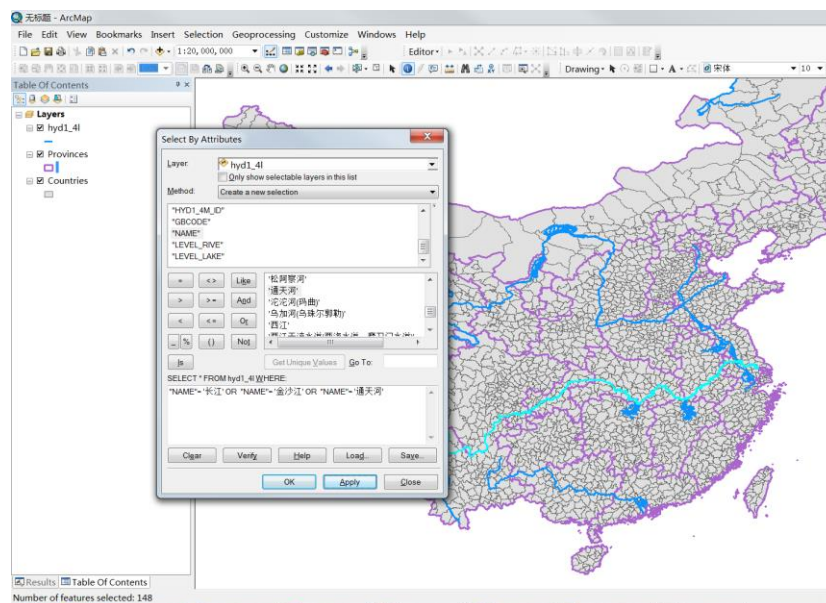 无标题 - ArcMap
File Edit View Bookmarks Insert Selection Geoprocessing Customize Windows Help
1:20,000,000
Editor
Drawing
A
宋体
10
Table Of Contents
Layers
hyd1_4l
Provinces
Countries
Select By Attributes
Layer:
hyd1_4l
Only show selectable layers in this list
Method:
Create a new selection
"HYD1_4M_ID"
"GBCODE"
"NAME"
"LEVEL_RIVE"
"LEVEL_LAKE"
= <> Like
> >= And
< <= Or
_ % () Not
Is
'松阿察河'
'通天河'
'沱沱河(玛曲)'
'乌加河(乌珠尔郭勒)'
'西江'
Get Unique Values Go To:
SELECT * FROM hyd1_4l WHERE:
"NAME"= '长江' OR "NAME"= '金沙江' OR "NAME"= '通天河'
Clear Verify Help Load... Save...
OK Apply Close
Results Table Of Contents
Number of features selected: 148